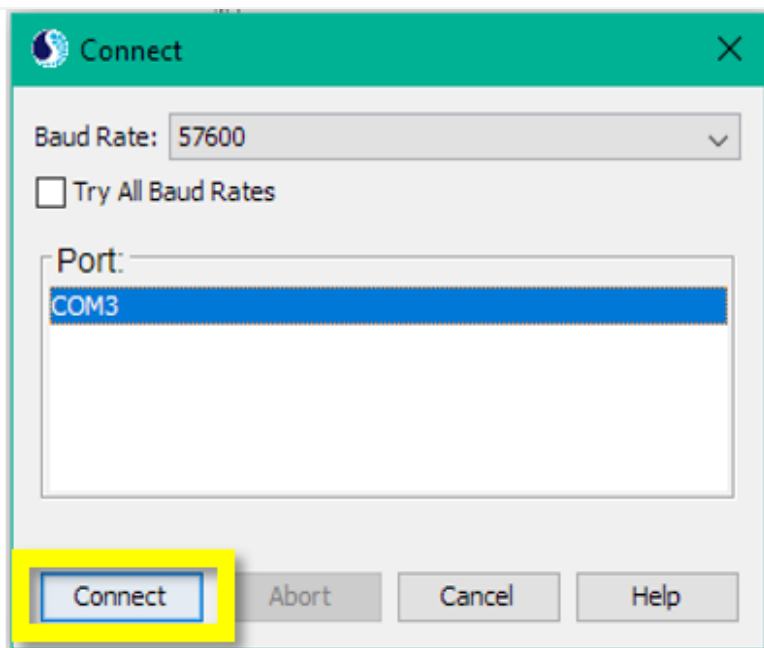 Connect
Baud Rate: 57600
Try All Baud Rates
Port:
COM3
Connect Abort Cancel Help